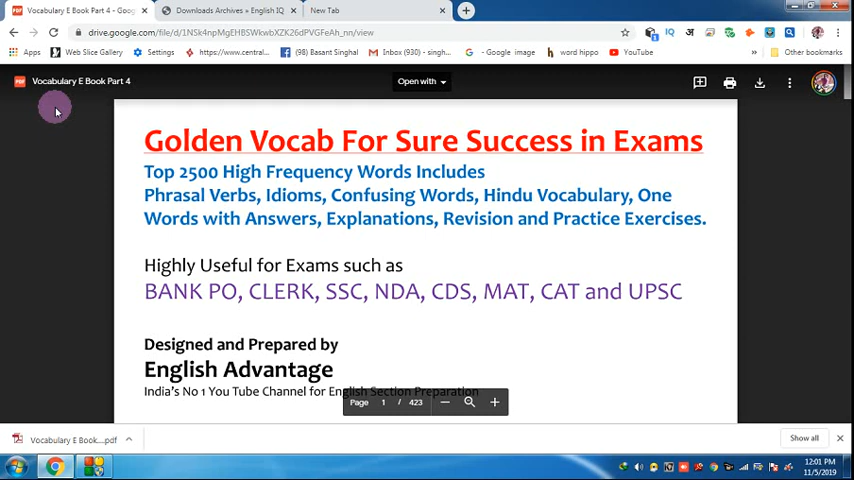 Vocabulary E Book Part 4 - Goog
Downloads Archives » English IQ
New Tab
drive.google.com/file/d/1NSk4npMgEHBSWkwbXZK26dPVGFeAh_nn/view
Apps
Web Slice Gallery
Settings
https://www.central...
(98) Basant Singhal
Inbox (930) - singh...
G - Google image
word hippo
YouTube
Other bookmarks
Vocabulary E Book Part 4
Open with
Golden Vocab For Sure Success in Exams
Top 2500 High Frequency Words Includes
Phrasal Verbs, Idioms, Confusing Words, Hindu Vocabulary, One
Words with Answers, Explanations, Revision and Practice Exercises.
Highly Useful for Exams such as
BANK PO, CLERK, SSC, NDA, CDS, MAT, CAT and UPSC
Designed and Prepared by
English Advantage
India's No 1 You Tube Channel for English Section Preparation
Page 1 / 423
Vocabulary E Book....pdf
Show all
12:01 PM
11/5/2019